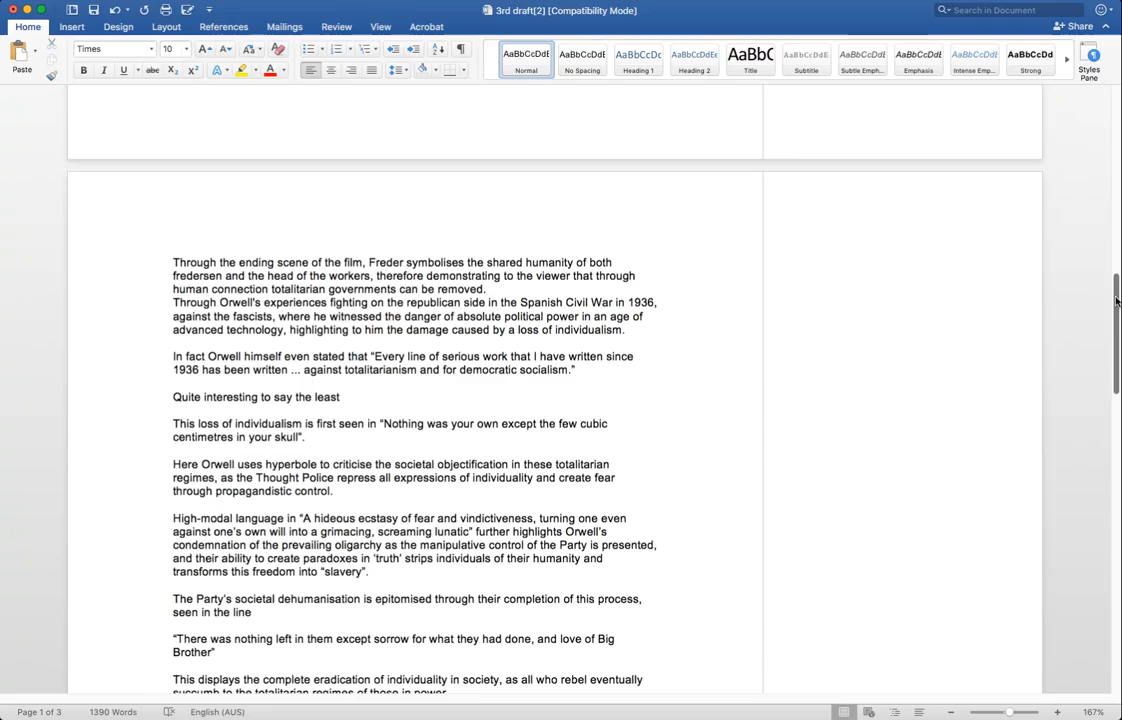 3rd draft[2] [Compatibility Mode]
Search in Document
Home Insert Design Layout References Mailings Review View Acrobat
Share
Paste
Times 10
AaBbCcDdE AaBbCcDdE AaBbCcDc AaBbCcDdE AaBbC AaBbCcDdE AaBbCcDdE AaBbCcDdE AaBbCcDdE AaBbCcDd
Normal No Spacing Heading 1 Heading 2 Title Subtitle Subtle Emph... Emphasis Intense Emp... Strong
Styles
Pane
Through the ending scene of the film, Freder symbolises the shared humanity of both
fredersen and the head of the workers, therefore demonstrating to the viewer that through
human connection totalitarian governments can be removed.
Through Orwell's experiences fighting on the republican side in the Spanish Civil War in 1936,
against the fascists, where he witnessed the danger of absolute political power in an age of
advanced technology, highlighting to him the damage caused by a loss of individualism.
In fact Orwell himself even stated that “Every line of serious work that I have written since
1936 has been written ... against totalitarianism and for democratic socialism.”
Quite interesting to say the least
This loss of individualism is first seen in “Nothing was your own except the few cubic
centimetres in your skull”.
Here Orwell uses hyperbole to criticise the societal objectification in these totalitarian
regimes, as the Thought Police repress all expressions of individuality and create fear
through propagandistic control.
High-modal language in “A hideous ecstasy of fear and vindictiveness, turning one even
against one’s own will into a grimacing, screaming lunatic” further highlights Orwell’s
condemnation of the prevailing oligarchy as the manipulative control of the Party is presented,
and their ability to create paradoxes in ‘truth’ strips individuals of their humanity and
transforms this freedom into “slavery”.
The Party’s societal dehumanisation is epitomised through their completion of this process,
seen in the line
“There was nothing left in them except sorrow for what they had done, and love of Big
Brother”
This displays the complete eradication of individuality in society, as all who rebel eventually
succumb to the totalitarian regimes of those in power
Page 1 of 3 1390 Words English (AUS) 167%